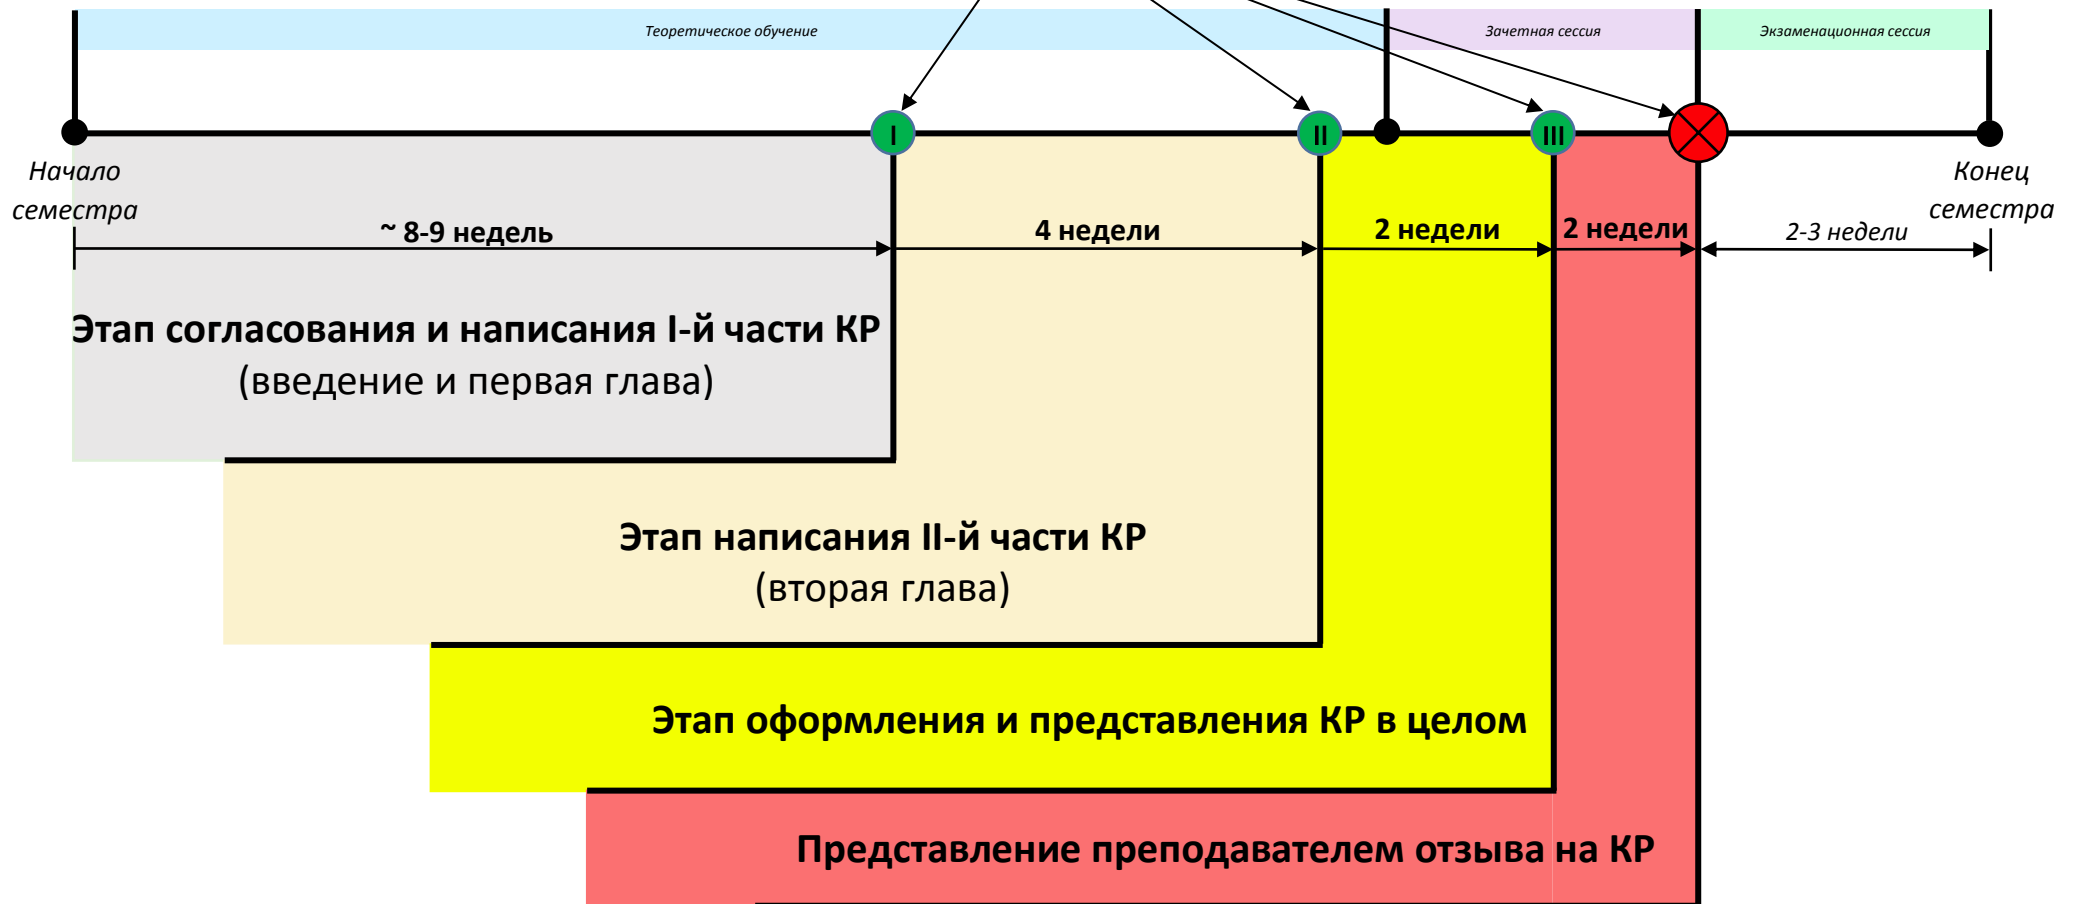 Теоретическое обучение
Зачетная сессия
Экзаменационная сессия
I
II
III
Начало
семестра
Конец
семестра
~ 8-9 недель
4 недели
2 недели
2 недели
2-3 недели
Этап согласования и написания I-й части КР
(введение и первая глава)
Этап написания II-й части КР
(вторая глава)
Этап оформления и представления КР в целом
Представление преподавателем отзыва на КР